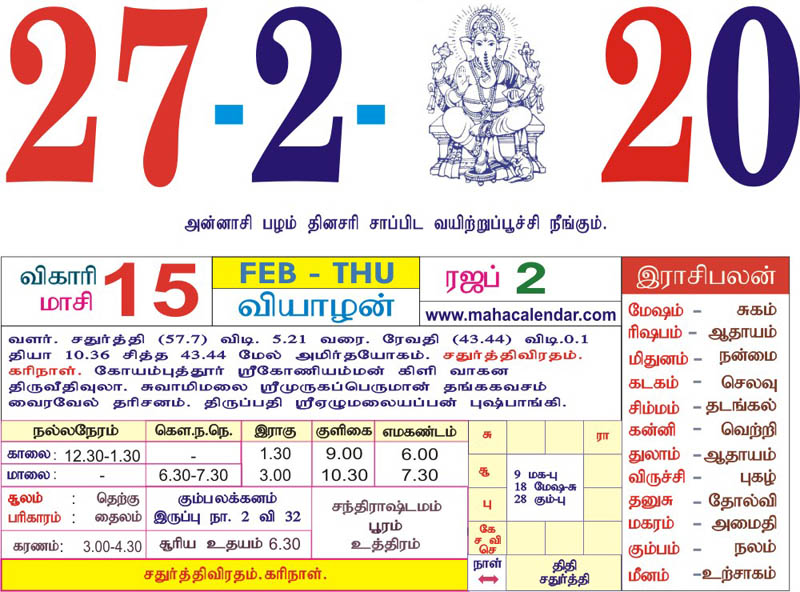 27-2- 20
அன்னாசி பழம் தினசரி சாப்பிட வயிற்றுப்பூச்சி நீங்கும்.
விகாரி
மாசி 15
FEB - THU
வியாழன்
ரஜப் 2
www.mahacalendar.com
வளர். சதுர்த்தி (57.7) விடி. 5.21 வரை. ரேவதி (43.44) விடி.0.1
தியா 10.36 சித்த 43.44 மேல் அமிர்தயோகம். சதுர்த்திவிரதம்.
கரிநாள். கோயம்புத்தூர் ஸ்ரீகோணியம்மன் கிளி வாகன
திருவீதிவுலா. சுவாமிமலை ஸ்ரீமுருகப்பெருமான் தங்ககவசம்
வைரவேல் தரிசனம். திருப்பதி ஸ்ரீஏழுமலையப்பன் புஷ்பாங்கி.
நல்லநேரம் கௌ.ந.நெ. இராகு குளிகை எமகண்டம்
காலை: 12.30-1.30 - 1.30 9.00 6.00
மாலை: - 6.30-7.30 3.00 10.30 7.30
சூலம் : தெற்கு
பரிகாரம் : தைலம்
கும்பலக்கனம்
இருப்பு நா. 2 வி 32
கரணம்: 3.00-4.30
சூரிய உதயம் 6.30
சந்திராஷ்டமம்
பூரம்
உத்திரம்
சதுர்த்திவிரதம்.கரிநாள்.
சு ரா
சூ
பு
கே
ச வி
செ
9 மக-பு
18 மேஷ-சு
28 கும்-பு
நாள்
திதி
சதுர்த்தி
இராசிபலன்
மேஷம் - சுகம்
ரிஷபம் - ஆதாயம்
மிதுனம் - நன்மை
கடகம் - செலவு
சிம்மம் - தடங்கல்
கன்னி - வெற்றி
துலாம் - ஆதாயம்
விருச்சி - புகழ்
தனுசு - தோல்வி
மகரம் - அமைதி
கும்பம் - நலம்
மீனம் -உற்சாகம்